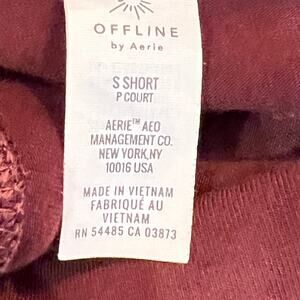 OFFLINE
by Aerie
S SHORT
P COURT
AERIE™ AEO
MANAGEMENT CO.
NEW YORK,NY
10016 USA
MADE IN VIETNAM
FABRIQUÉ AU
VIETNAM
RN 54485 CA 03873